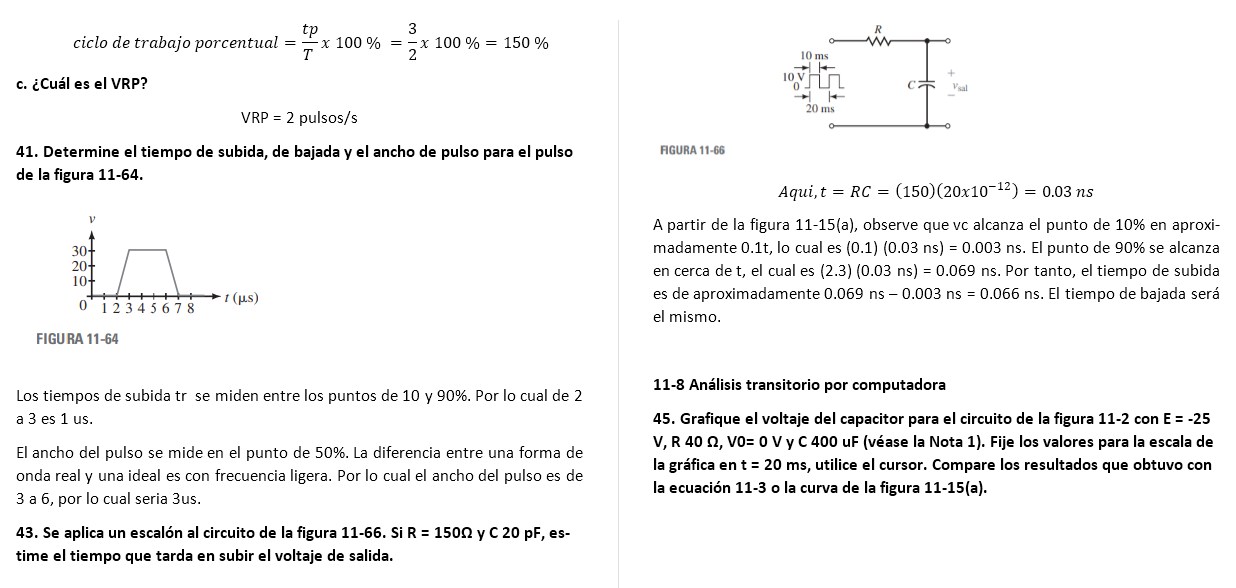 ciclo de trabajo porcentual = tp/T x 100 % = 3/2 x 100 % = 150 %
c. ¿Cuál es el VRP?
VRP = 2 pulsos/s
41. Determine el tiempo de subida, de bajada y el ancho de pulso para el pulso
de la figura 11-64.
v
30
20
10
0 1 2 3 4 5 6 7 8 t (μs)
FIGURA 11-64
Los tiempos de subida tr se miden entre los puntos de 10 y 90%. Por lo cual de 2
a 3 es 1 us.
El ancho del pulso se mide en el punto de 50%. La diferencia entre una forma de
onda real y una ideal es con frecuencia ligera. Por lo cual el ancho del pulso es de
3 a 6, por lo cual seria 3us.
43. Se aplica un escalón al circuito de la figura 11-66. Si R = 150Ω y C 20 pF, es-
time el tiempo que tarda en subir el voltaje de salida.
R
10 ms
10 V
0
20 ms
C
+
vsal
−
FIGURA 11-66
Aqui, t = RC = (150)(20x10⁻¹²) = 0.03 ns
A partir de la figura 11-15(a), observe que vc alcanza el punto de 10% en aproxi-
madamente 0.1t, lo cual es (0.1) (0.03 ns) = 0.003 ns. El punto de 90% se alcanza
en cerca de t, el cual es (2.3) (0.03 ns) = 0.069 ns. Por tanto, el tiempo de subida
es de aproximadamente 0.069 ns – 0.003 ns = 0.066 ns. El tiempo de bajada será
el mismo.
11-8 Análisis transitorio por computadora
45. Grafique el voltaje del capacitor para el circuito de la figura 11-2 con E = -25
V, R 40 Ω, V0= 0 V y C 400 uF (véase la Nota 1). Fije los valores para la escala de
la gráfica en t = 20 ms, utilice el cursor. Compare los resultados que obtuvo con
la ecuación 11-3 o la curva de la figura 11-15(a).